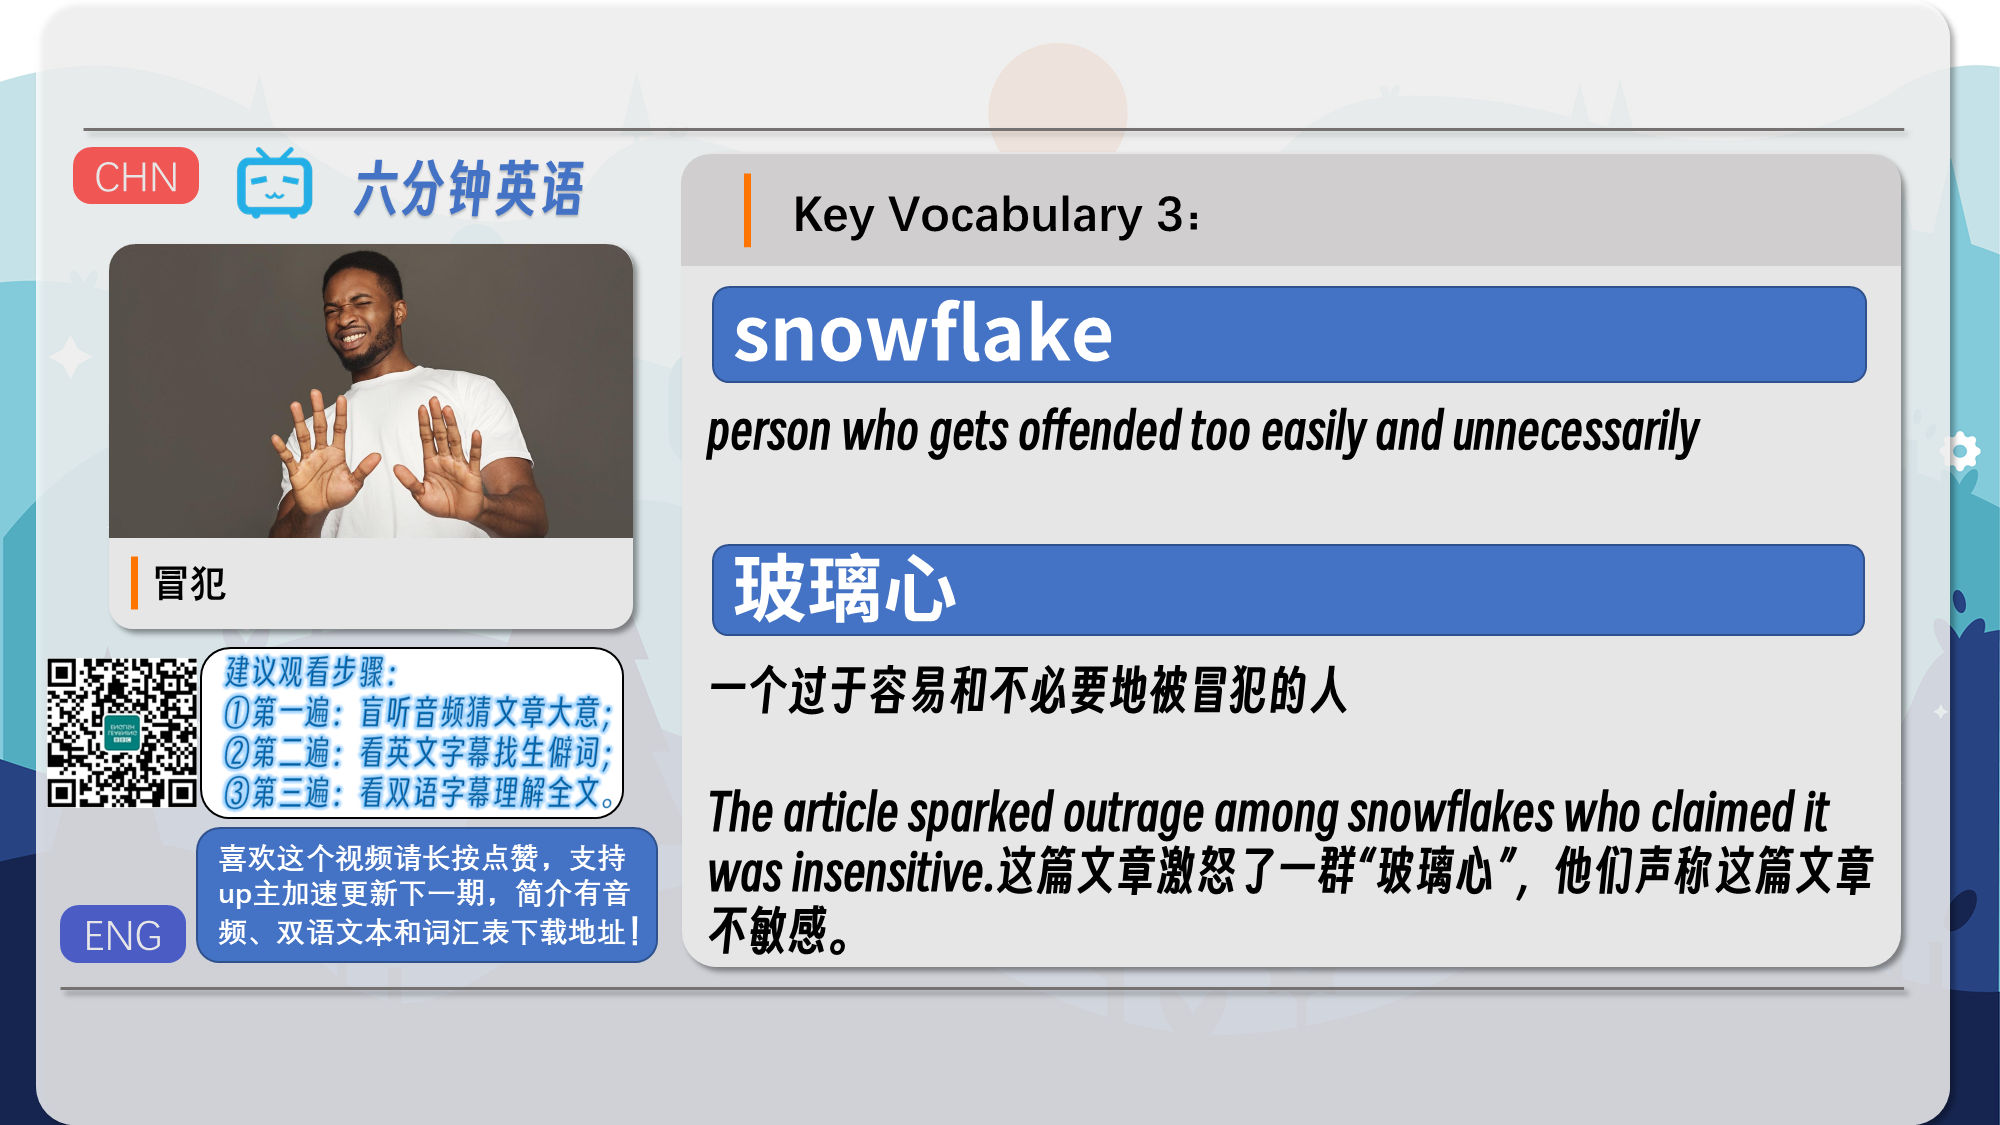 CHN
六分钟英语
冒犯
建议观看步骤：
①第一遍：盲听音频猜文章大意；
②第二遍：看英文字幕找生僻词；
③第三遍：看双语字幕理解全文。
喜欢这个视频请长按点赞，支持
up主加速更新下一期，简介有音
频、双语文本和词汇表下载地址！
ENG
Key Vocabulary 3：
snowflake
person who gets offended too easily and unnecessarily
玻璃心
一个过于容易和不必要地被冒犯的人
The article sparked outrage among snowflakes who claimed it
was insensitive.这篇文章激怒了一群“玻璃心”，他们声称这篇文章
不敏感。